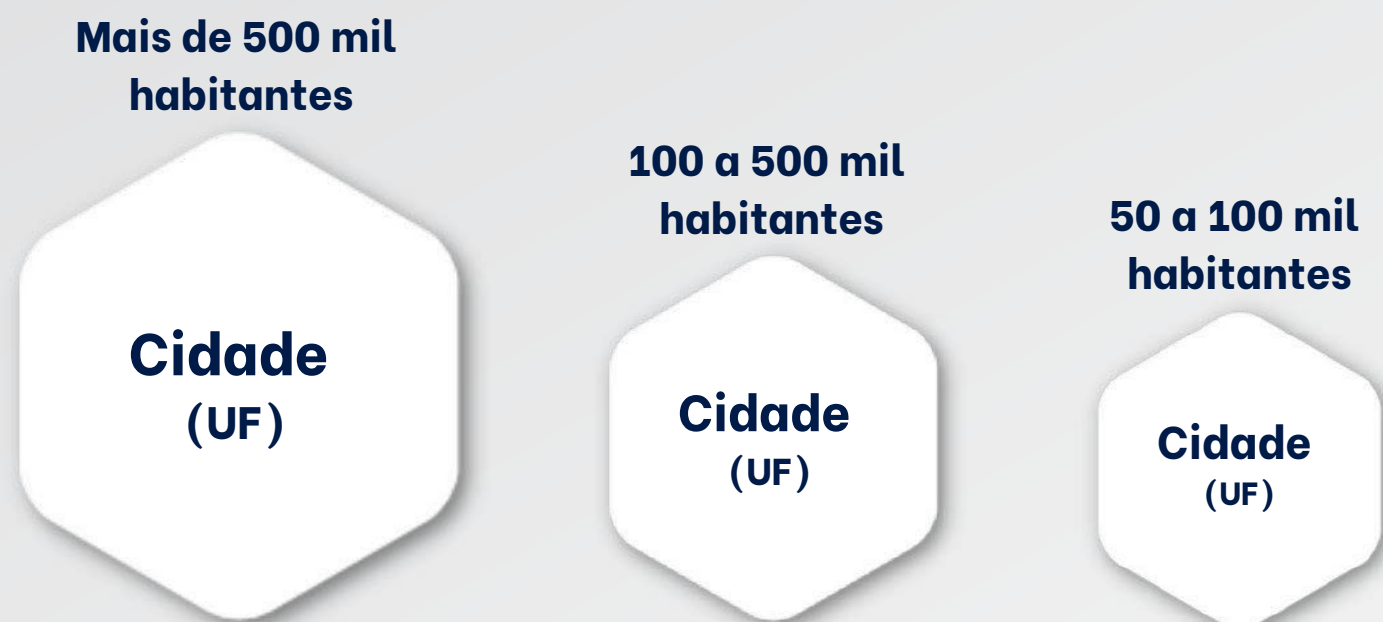 Mais de 500 mil
habitantes
Cidade
(UF)
100 a 500 mil
habitantes
Cidade
(UF)
50 a 100 mil
habitantes
Cidade
(UF)